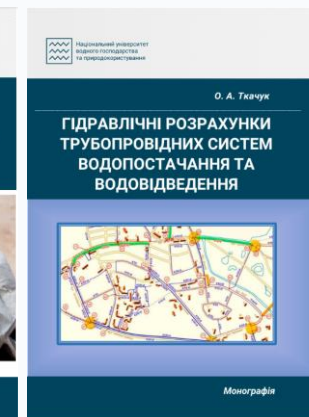 Національний університет
водного господарства
та природокористування
О. А. Ткачук
ГІДРАВЛІЧНІ РОЗРАХУНКИ
ТРУБОПРОВІДНИХ СИСТЕМ
ВОДОПОСТАЧАННЯ ТА
ВОДОВІДВЕДЕННЯ
Монографія